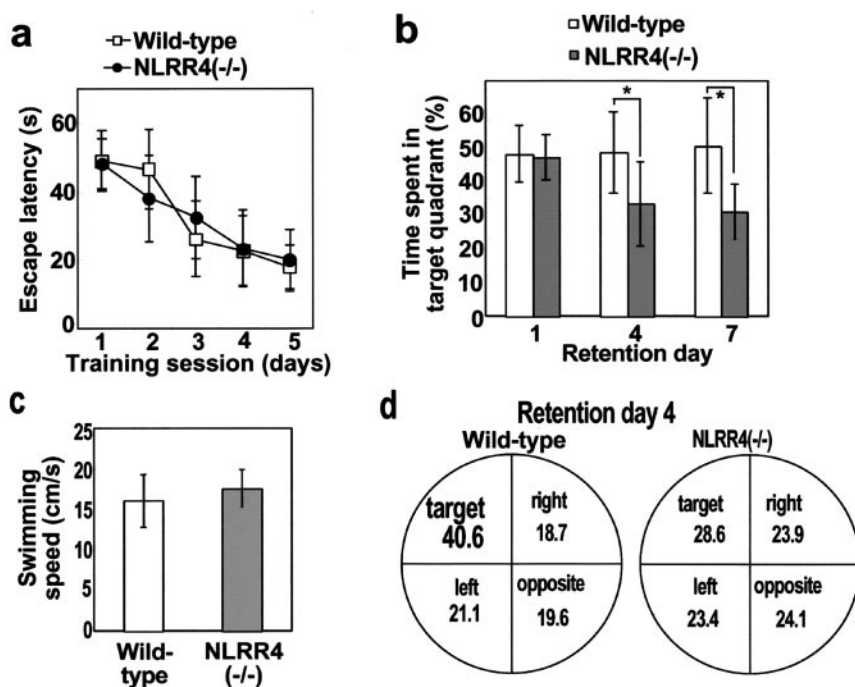 a
Wild-type
NLRR4(-/-)
Escape latency (s)
60
40
20
0
1 2 3 4 5
Training session (days)
b
Wild-type
NLRR4(-/-)
Time spent in
target quadrant (%)
60
50
40
30
20
10
0
*
*
1 4 7
Retention day
c
Swimming
speed (cm/s)
25
20
15
10
5
0
Wild-
type
NLRR4
(-/-)
d
Retention day 4
Wild-type
target
40.6
right
18.7
left
21.1
opposite
19.6
NLRR4(-/-)
target
28.6
right
23.9
left
23.4
opposite
24.1